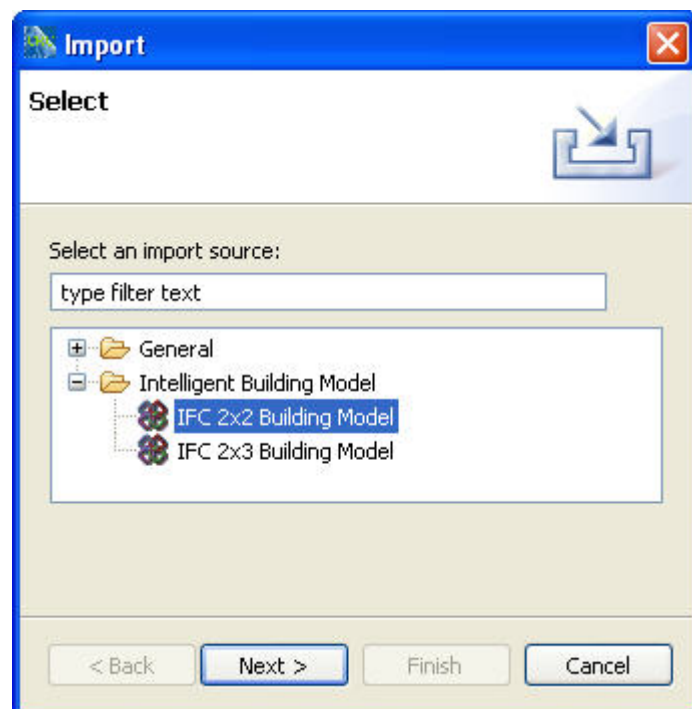 Import
Select
Select an import source:
type filter text
General
Intelligent Building Model
IFC 2x2 Building Model
IFC 2x3 Building Model
< Back Next > Finish Cancel